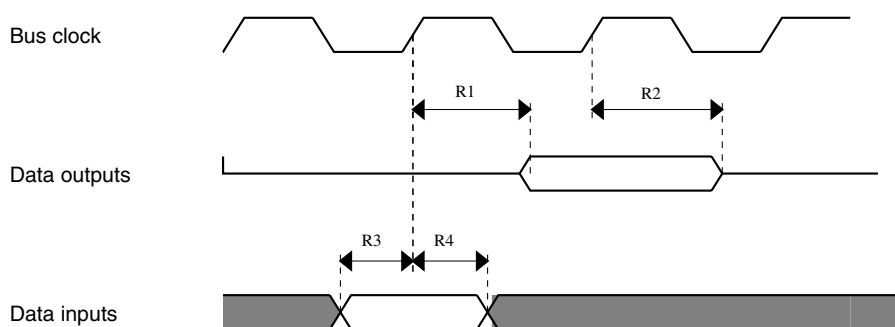 Bus clock
R1
R2
Data outputs
R3
R4
Data inputs